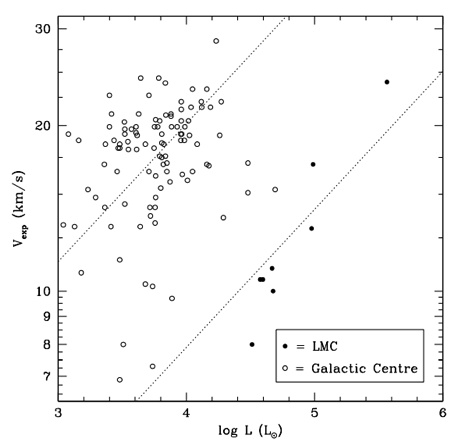 30
20
10
9
8
7
V_exp (km/s)
● = LMC
○ = Galactic Centre
3 4 5 6
log L (L_⊙)